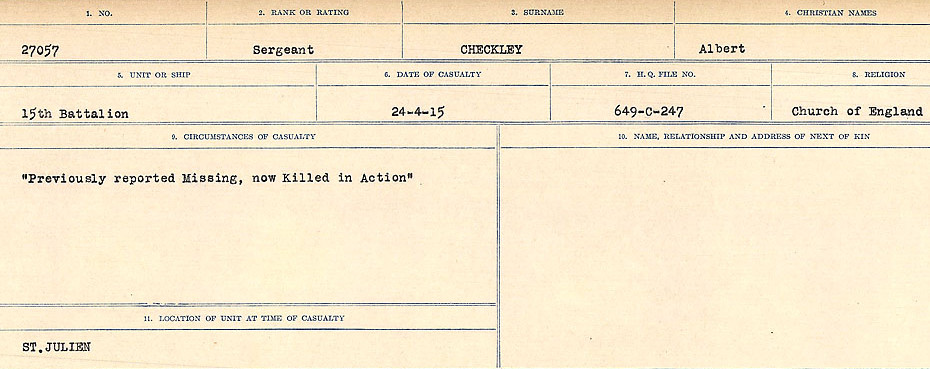 1. NO. 2. RANK OR RATING 3. SURNAME 4. CHRISTIAN NAMES
27057 Sergeant CHECKLEY Albert
5. UNIT OR SHIP 6. DATE OF CASUALTY 7. H.Q. FILE NO. 8. RELIGION
15th Battalion 24-4-15 649-C-247 Church of England
9. CIRCUMSTANCES OF CASUALTY
"Previously reported Missing, now Killed in Action"
10. NAME, RELATIONSHIP AND ADDRESS OF NEXT OF KIN
11. LOCATION OF UNIT AT TIME OF CASUALTY
ST.JULIEN